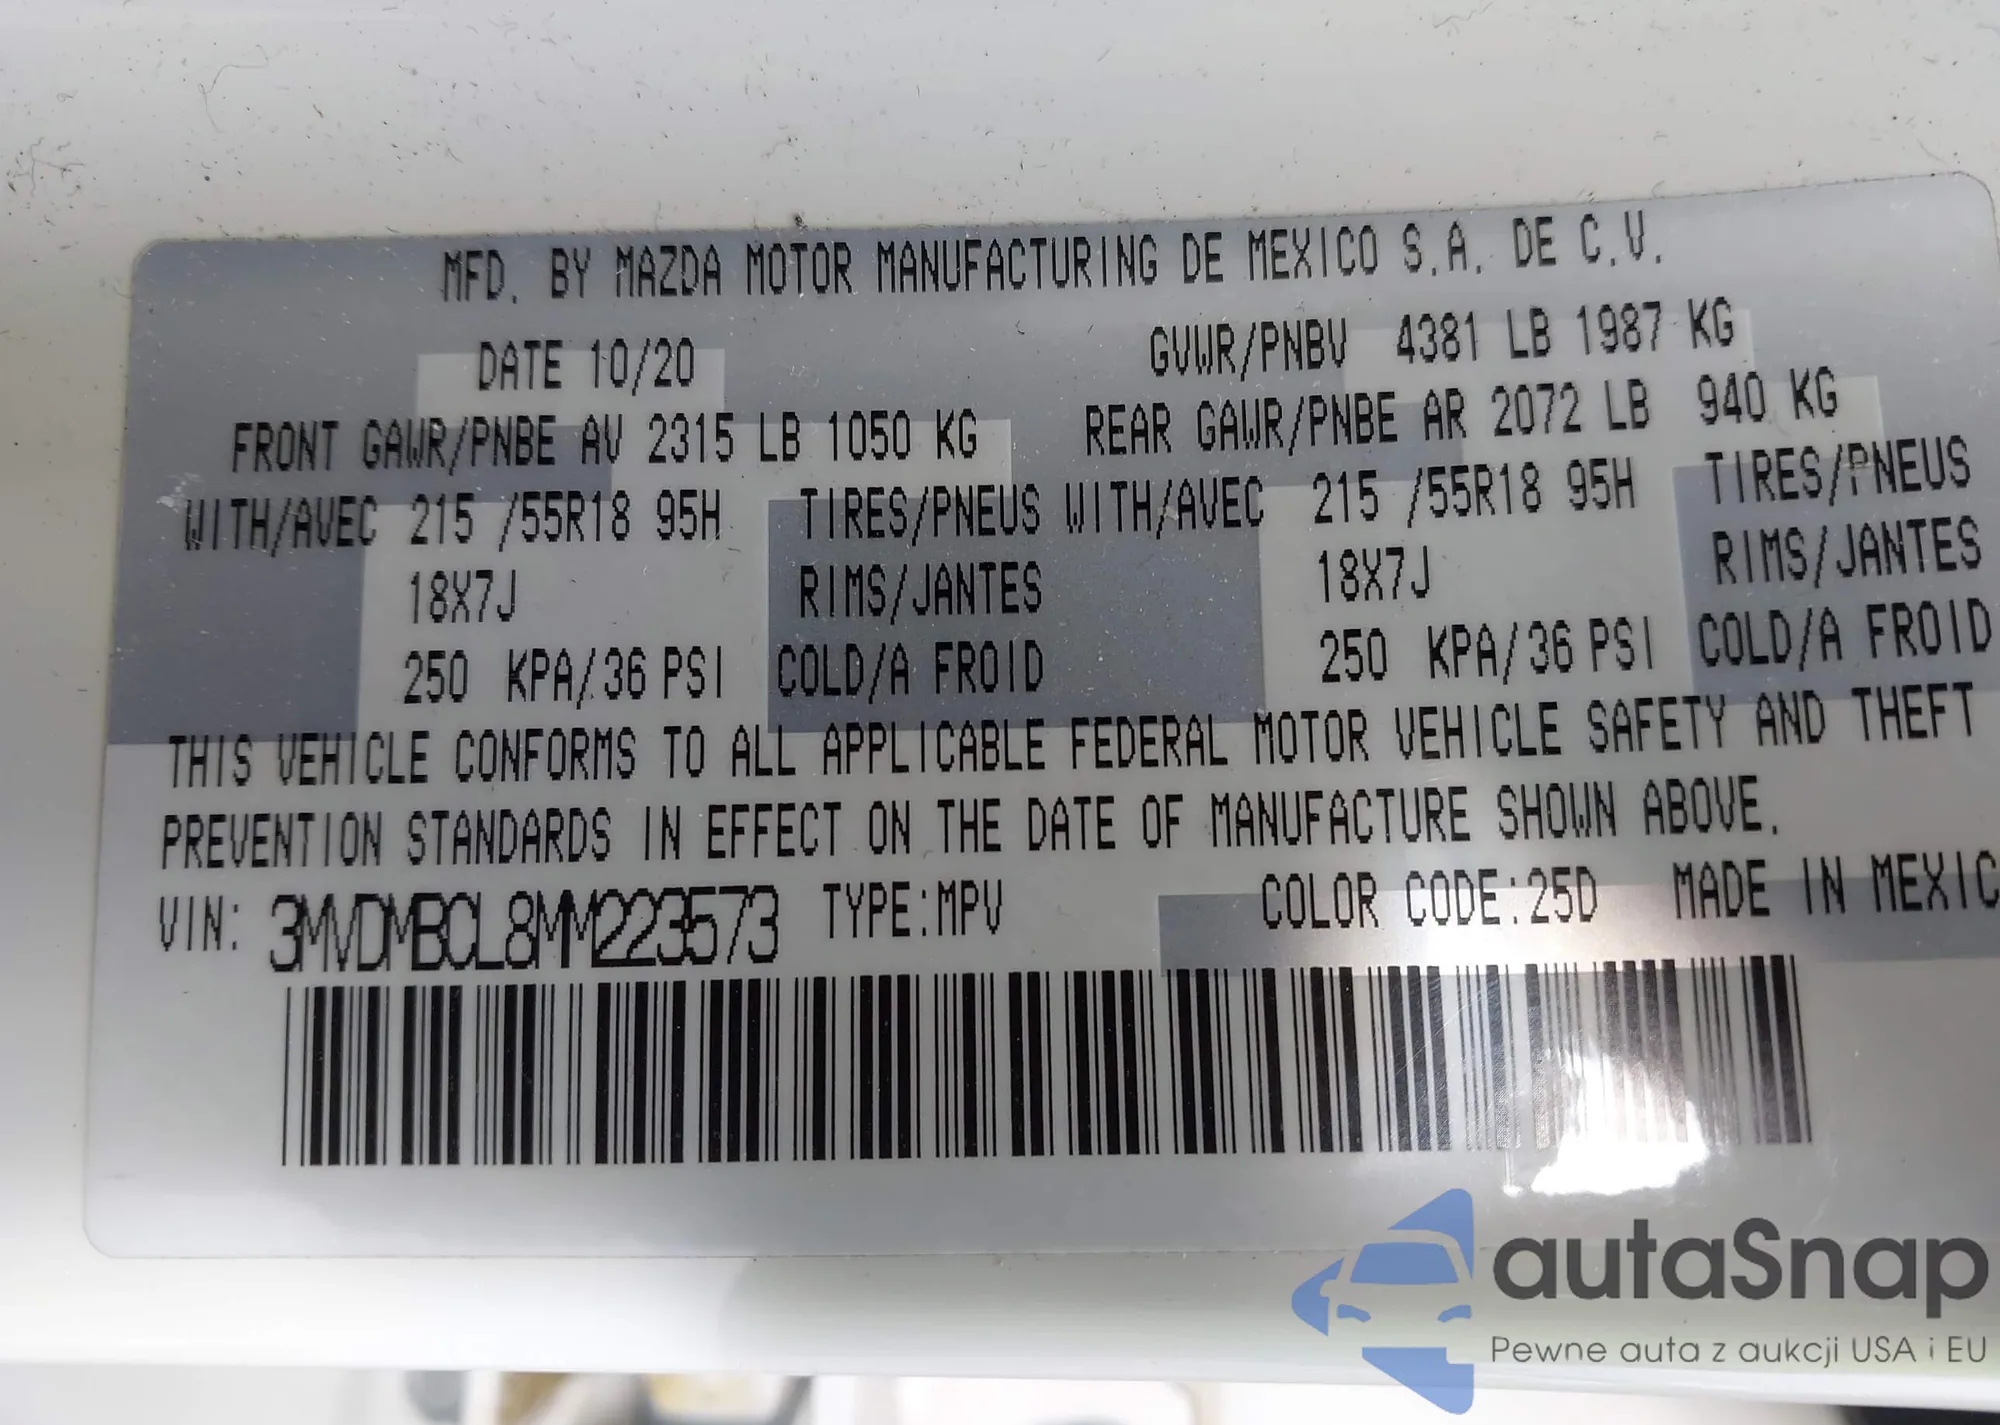 MFD. BY MAZDA MOTOR MANUFACTURING DE MEXICO S.A. DE C.V.
DATE 10/20 GVWR/PNBV 4381 LB 1987 KG
FRONT GAWR/PNBE AV 2315 LB 1050 KG REAR GAWR/PNBE AR 2072 LB 940 KG
WITH/AVEC 215 /55R18 95H TIRES/PNEUS WITH/AVEC 215 /55R18 95H TIRES/PNEUS
18X7J RIMS/JANTES 18X7J RIMS/JANTES
250 KPA/36 PSI COLD/A FROID 250 KPA/36 PSI COLD/A FROID
THIS VEHICLE CONFORMS TO ALL APPLICABLE FEDERAL MOTOR VEHICLE SAFETY AND THEFT
PREVENTION STANDARDS IN EFFECT ON THE DATE OF MANUFACTURE SHOWN ABOVE.
VIN: 3MVDMBCL8MM223573 TYPE:MPV COLOR CODE:25D MADE IN MEXIC
autaSnap
Pewne auta z aukcji USA i EU